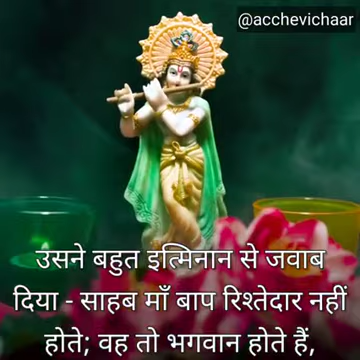 @acchevichaar
उसने बहुत इत्मिनान से जवाब
दिया - साहब माँ बाप रिश्तेदार नहीं
होते; वह तो भगवान होते हैं,